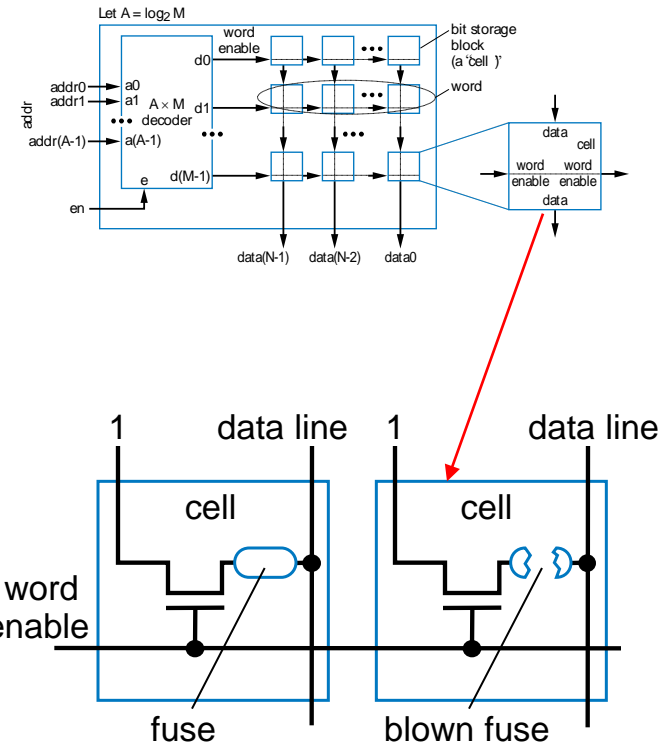 Let A = log2 M
word
enable
d0
bit storage
block
(a “cell”)
word
addr
addr0
addr1
addr(A-1)
a0
a1
A × M
decoder
a(A-1)
d1
d(M-1)
e
en
data(N-1)
data(N-2)
data0
data
cell
word
enable
word
enable
data
1
data line
1
data line
cell
cell
word
enable
fuse
blown fuse